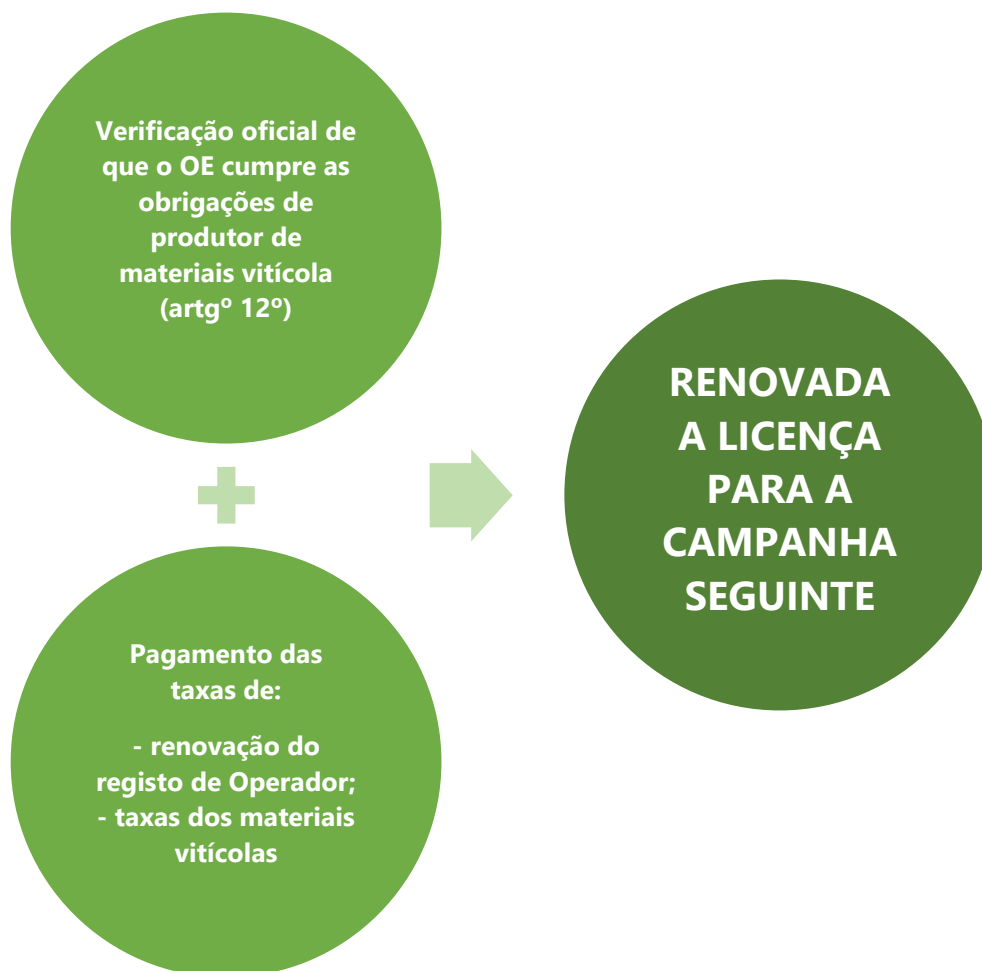 Verificação oficial de
que o OE cumpre as
obrigações de
produtor de
materiais vitícola
(artgº 12º)
Pagamento das
taxas de:
- renovação do
registo de Operador;
- taxas dos materiais
vitícolas
RENOVADA
A LICENÇA
PARA A
CAMPANHA
SEGUINTE